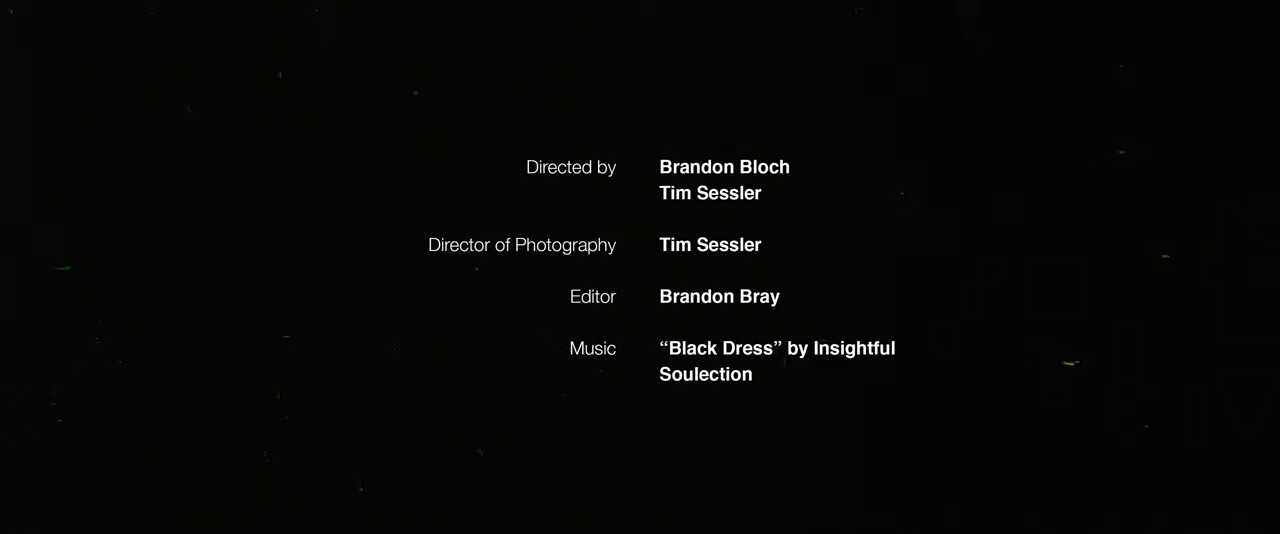 Directed by Brandon Bloch
Tim Sessler
Director of Photography Tim Sessler
Editor Brandon Bray
Music “Black Dress” by Insightful
Soulection